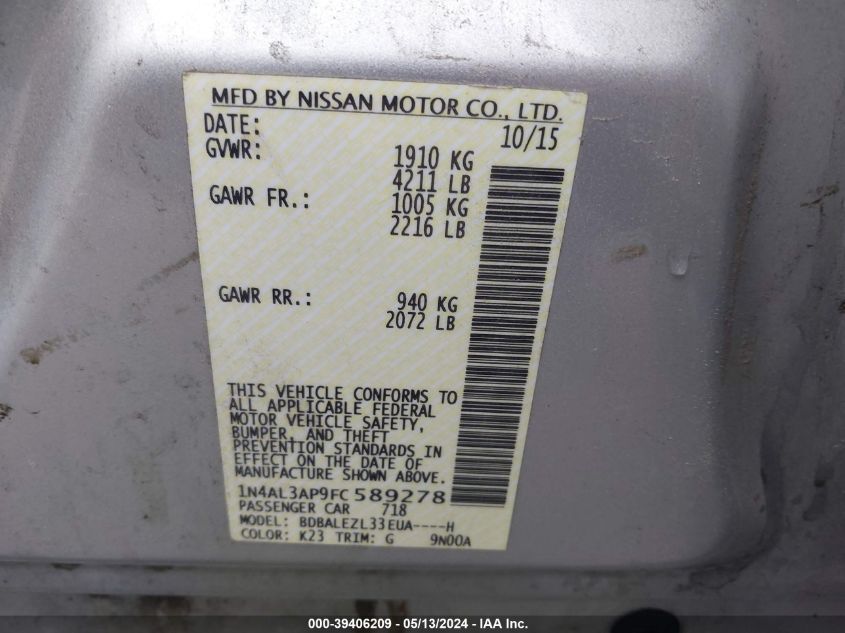 MFD BY NISSAN MOTOR CO., LTD.
DATE: 10/15
GVWR: 1910 KG
4211 LB
GAWR FR.: 1005 KG
2216 LB
GAWR RR.: 940 KG
2072 LB
THIS VEHICLE CONFORMS TO
ALL APPLICABLE FEDERAL
MOTOR VEHICLE SAFETY,
BUMPER, AND THEFT
PREVENTION STANDARDS IN
EFFECT ON THE DATE OF
MANUFACTURE SHOWN ABOVE.
1N4AL3AP9FC589278
PASSENGER CAR 718
MODEL: BDBALEZL33EUA----H
COLOR: K23 TRIM: G 9N00A
000-39406209 - 05/13/2024 - IAA Inc.